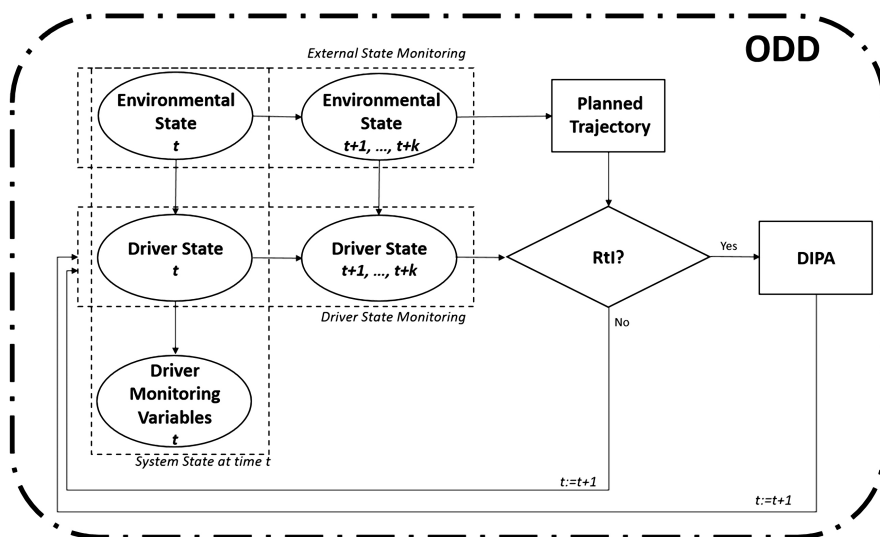 ODD
External State Monitoring
Environmental
State
t
Environmental
State
t+1, ..., t+k
Planned
Trajectory
Driver State
t
Driver State
t+1, ..., t+k
RtI?
Yes
DIPA
Driver State Monitoring
No
Driver
Monitoring
Variables
t
System State at time t
t:=t+1
t:=t+1